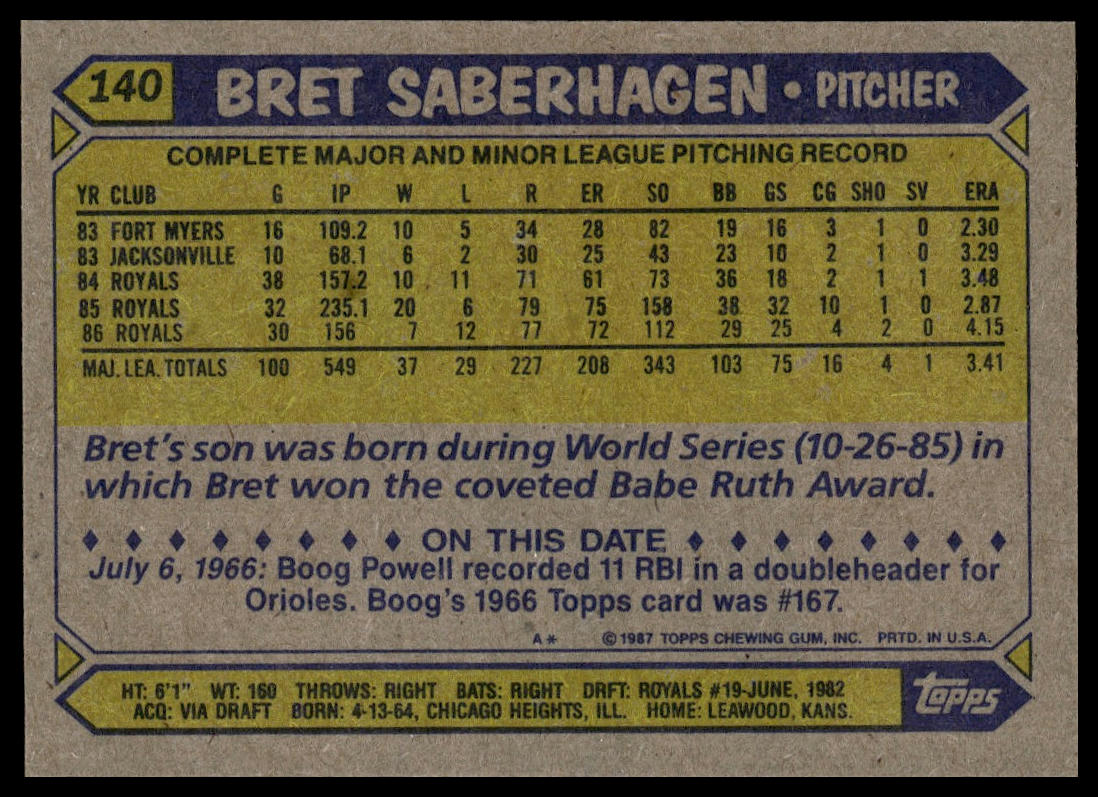 140 BRET SABERHAGEN • PITCHER
COMPLETE MAJOR AND MINOR LEAGUE PITCHING RECORD
YR CLUB G IP W L R ER SO BB GS CG SHO SV ERA
83 FORT MYERS 16 109.2 10 5 34 28 82 19 16 3 1 0 2.30
83 JACKSONVILLE 10 68.1 6 2 30 25 43 23 10 2 1 0 3.29
84 ROYALS 38 157.2 10 11 71 61 73 36 18 2 1 1 3.48
85 ROYALS 32 235.1 20 6 79 75 158 38 32 10 1 0 2.87
86 ROYALS 30 156 7 12 77 72 112 29 25 4 2 0 4.15
MAJ. LEA. TOTALS 100 549 37 29 227 208 343 103 75 16 4 1 3.41
Bret's son was born during World Series (10-26-85) in
which Bret won the coveted Babe Ruth Award.
♦ ♦ ♦ ♦ ♦ ♦ ♦ ♦ ON THIS DATE ♦ ♦ ♦ ♦ ♦ ♦ ♦ ♦
July 6, 1966: Boog Powell recorded 11 RBI in a doubleheader for
Orioles. Boog's 1966 Topps card was #167.
A* ©1987 TOPPS CHEWING GUM, INC. PRTD. IN U.S.A.
HT: 6'1" WT: 160 THROWS: RIGHT BATS: RIGHT DRFT: ROYALS #19-JUNE, 1982
ACQ: VIA DRAFT BORN: 4-13-64, CHICAGO HEIGHTS, ILL. HOME: LEAWOOD, KANS.
Topps